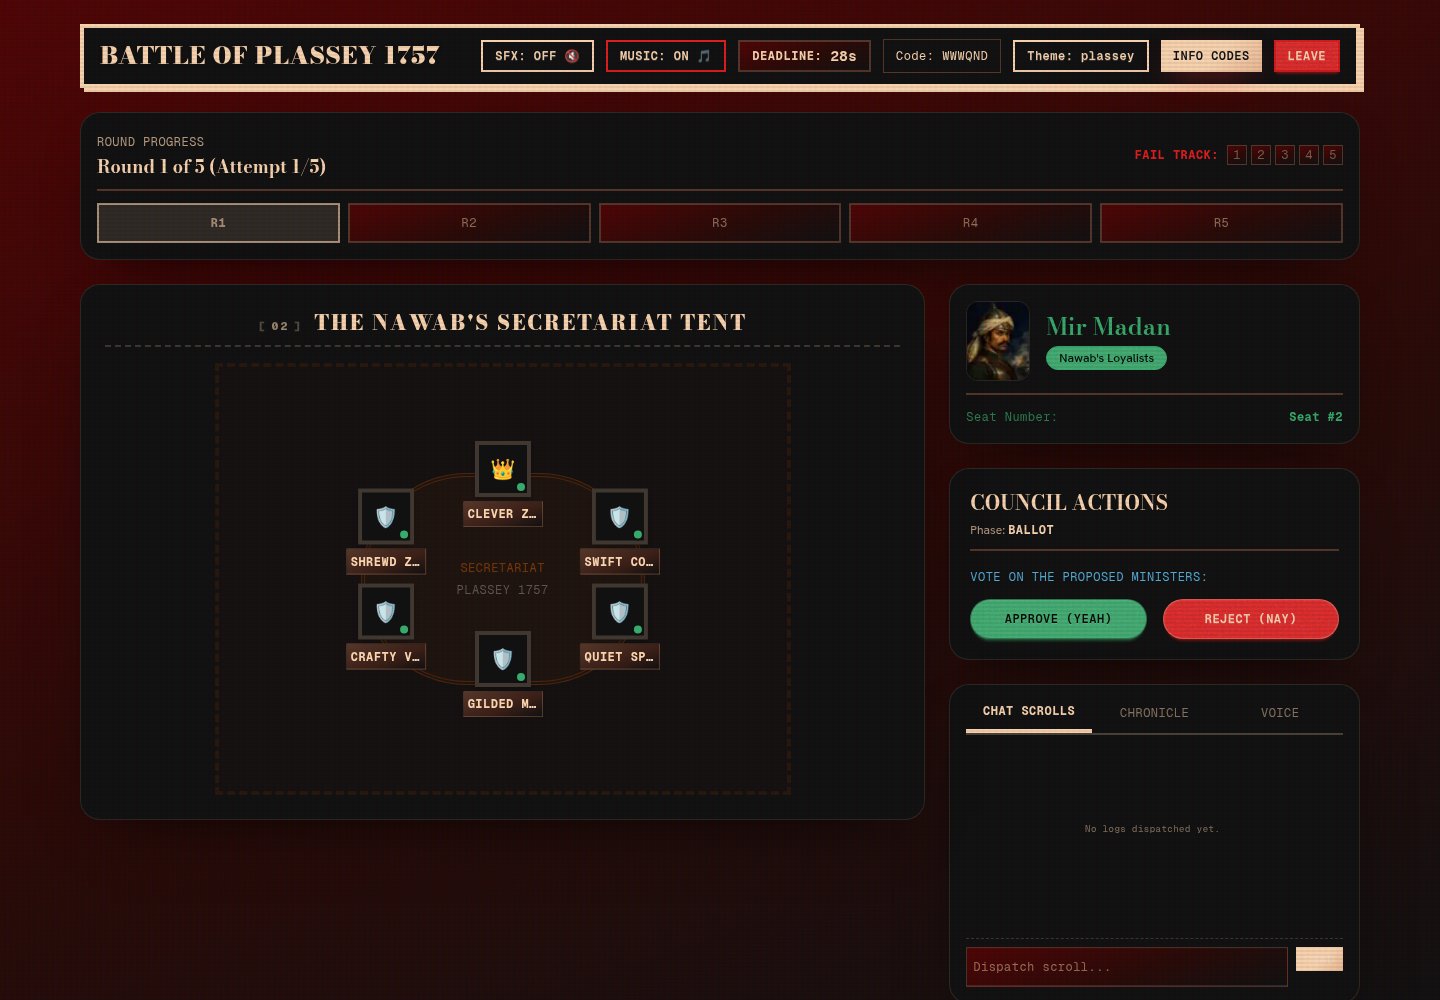 BATTLE OF PLASSEY 1757
SFX: OFF 🔇
MUSIC: ON 🎵
DEADLINE: 28s
Code: WWWQND
Theme: plassey
INFO CODES
LEAVE
ROUND PROGRESS
Round 1 of 5 (Attempt 1/5)
FAIL TRACK: 1 2 3 4 5
R1 R2 R3 R4 R5
[ 02 ] THE NAWAB'S SECRETARIAT TENT
CLEVER Z…
SHREWD Z…
SWIFT CO…
SECRETARIAT
PLASSEY 1757
CRAFTY V…
QUIET SP…
GILDED M…
Mir Madan
Nawab's Loyalists
Seat Number: Seat #2
COUNCIL ACTIONS
Phase: BALLOT
VOTE ON THE PROPOSED MINISTERS:
APPROVE (YEAH)
REJECT (NAY)
CHAT SCROLLS
CHRONICLE
VOICE
No logs dispatched yet.
Dispatch scroll...